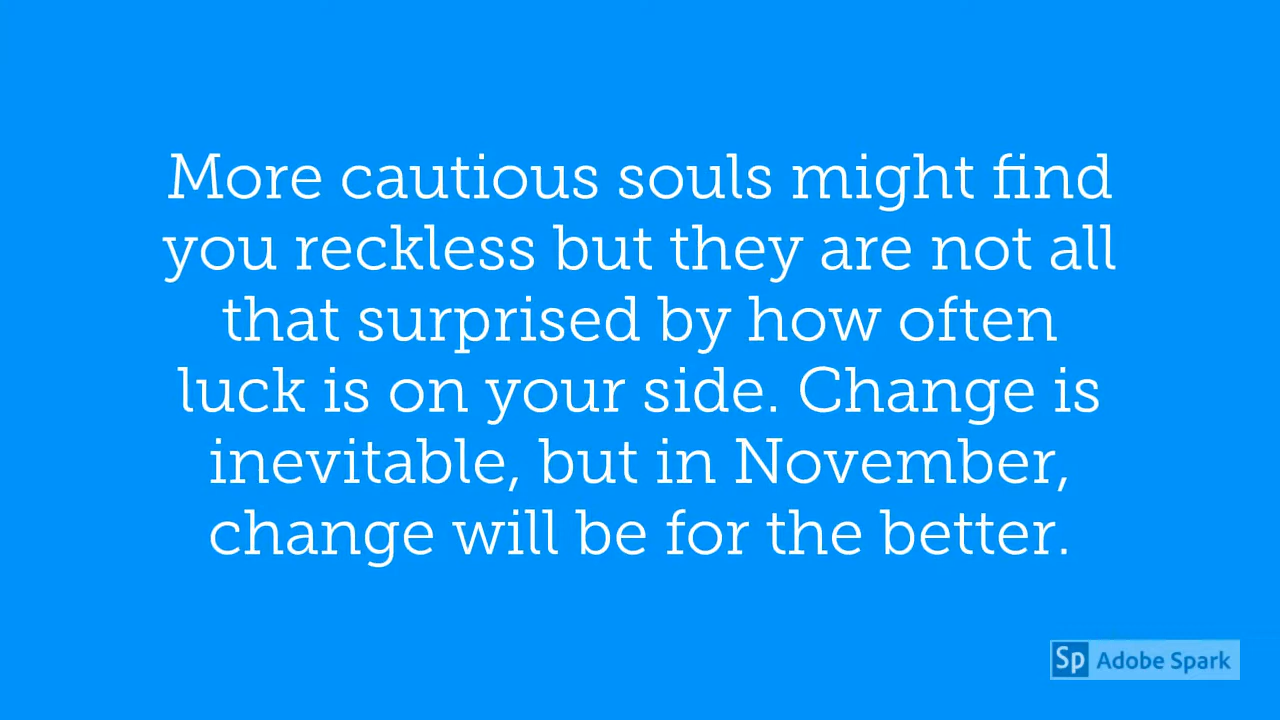 More cautious souls might find
you reckless but they are not all
that surprised by how often
luck is on your side. Change is
inevitable, but in November,
change will be for the better.
Sp Adobe Spark